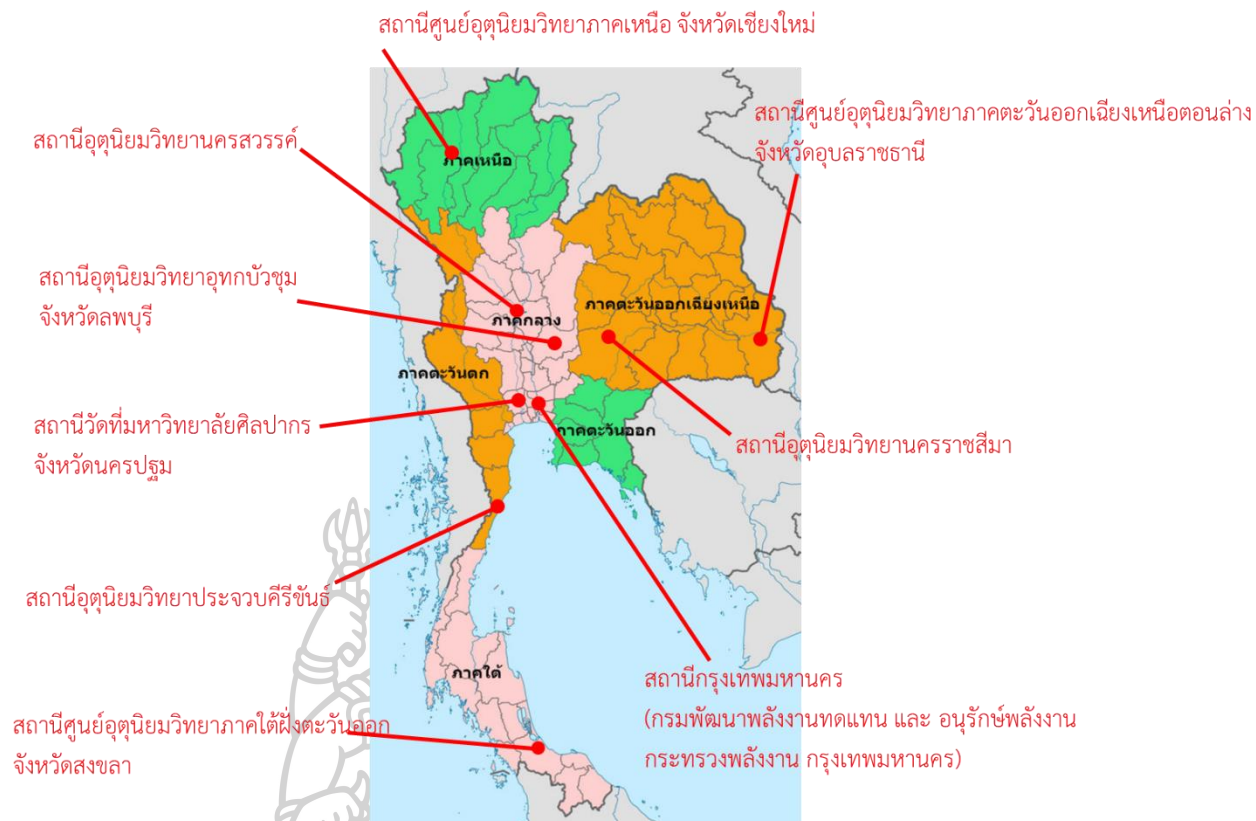 สถานีศูนย์อุตุนิยมวิทยาภาคเหนือ จังหวัดเชียงใหม่
สถานีศูนย์อุตุนิยมวิทยาภาคตะวันออกเฉียงเหนือตอนล่าง
จังหวัดอุบลราชธานี
สถานีอุตุนิยมวิทยานครสวรรค์
ภาคเหนือ
สถานีอุตุนิยมวิทยาอุทกบัวชุม
จังหวัดลพบุรี
ภาคตะวันออกเฉียงเหนือ
ภาคกลาง
ภาคตะวันตก
สถานีวัดที่มหาวิทยาลัยศิลปากร
จังหวัดนครปฐม
ภาคตะวันออก
สถานีอุตุนิยมวิทยานครราชสีมา
สถานีอุตุนิยมวิทยาประจวบคีรีขันธ์
ภาคใต้
สถานีกรุงเทพมหานคร
(กรมพัฒนาพลังงานทดแทน และ อนุรักษ์พลังงาน
กระทรวงพลังงาน กรุงเทพมหานคร)
สถานีศูนย์อุตุนิยมวิทยาภาคใต้ฝั่งตะวันออก
จังหวัดสงขลา